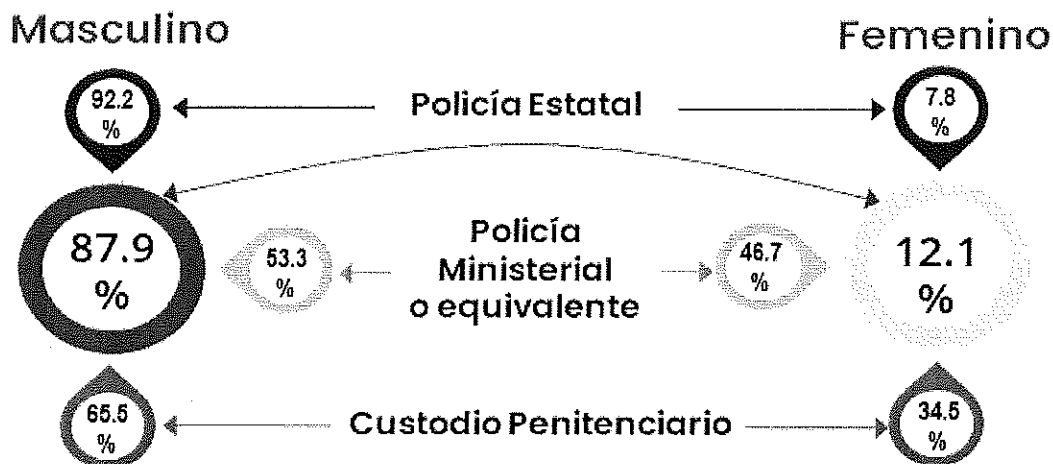 Masculino
Femenino
92.2
%
Policía Estatal
7.8
%
87.9
%
53.3
%
Policía
Ministerial
o equivalente
46.7
%
12.1
%
65.5
%
Custodio Penitenciario
34.5
%